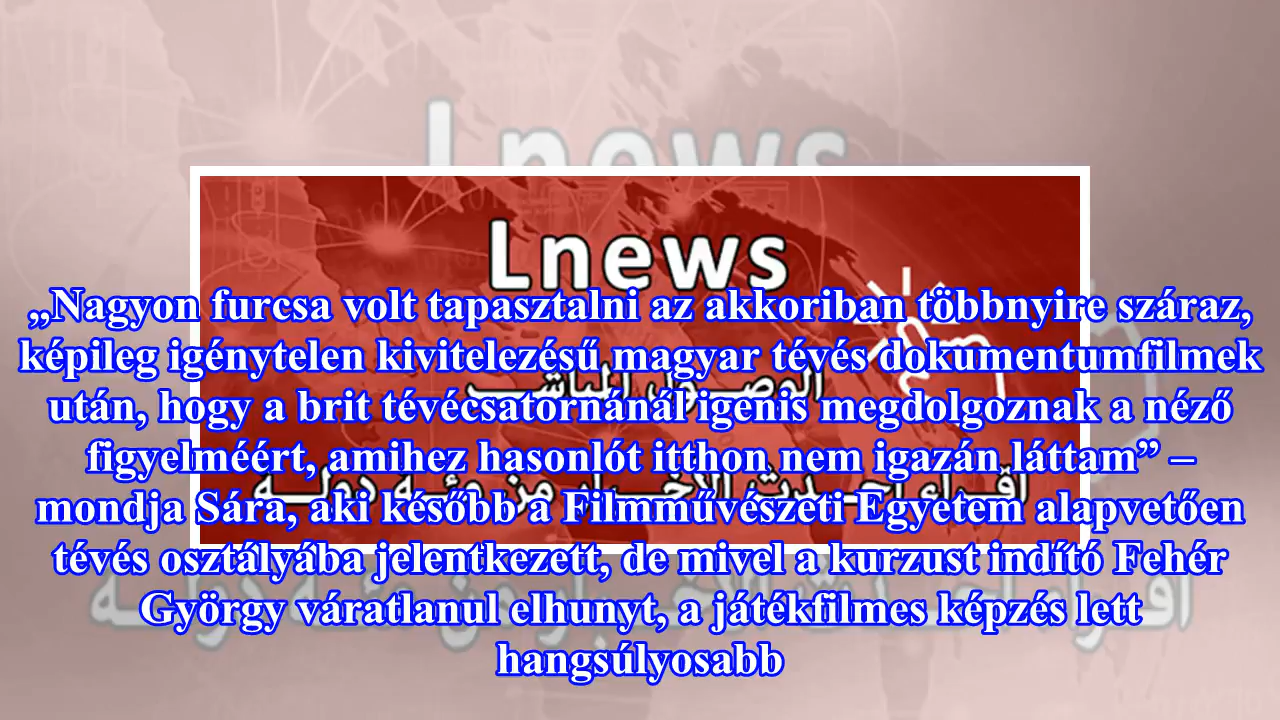 Lnews
Lnews
„Nagyon furcsa volt tapasztalni az akkoriban többnyire száraz,
képileg igénytelen kivitelezésű magyar tévés dokumentumfilmek
után, hogy a brit tévécsatornánál igenis megdolgoznak a néző
figyelméért, amihez hasonlót itthon nem igazán láttam” –
mondja Sára, aki később a Filmművészeti Egyetem alapvetően
tévés osztályába jelentkezett, de mivel a kurzust indító Fehér
György váratlanul elhunyt, a játékfilmes képzés lett
hangsúlyosabb